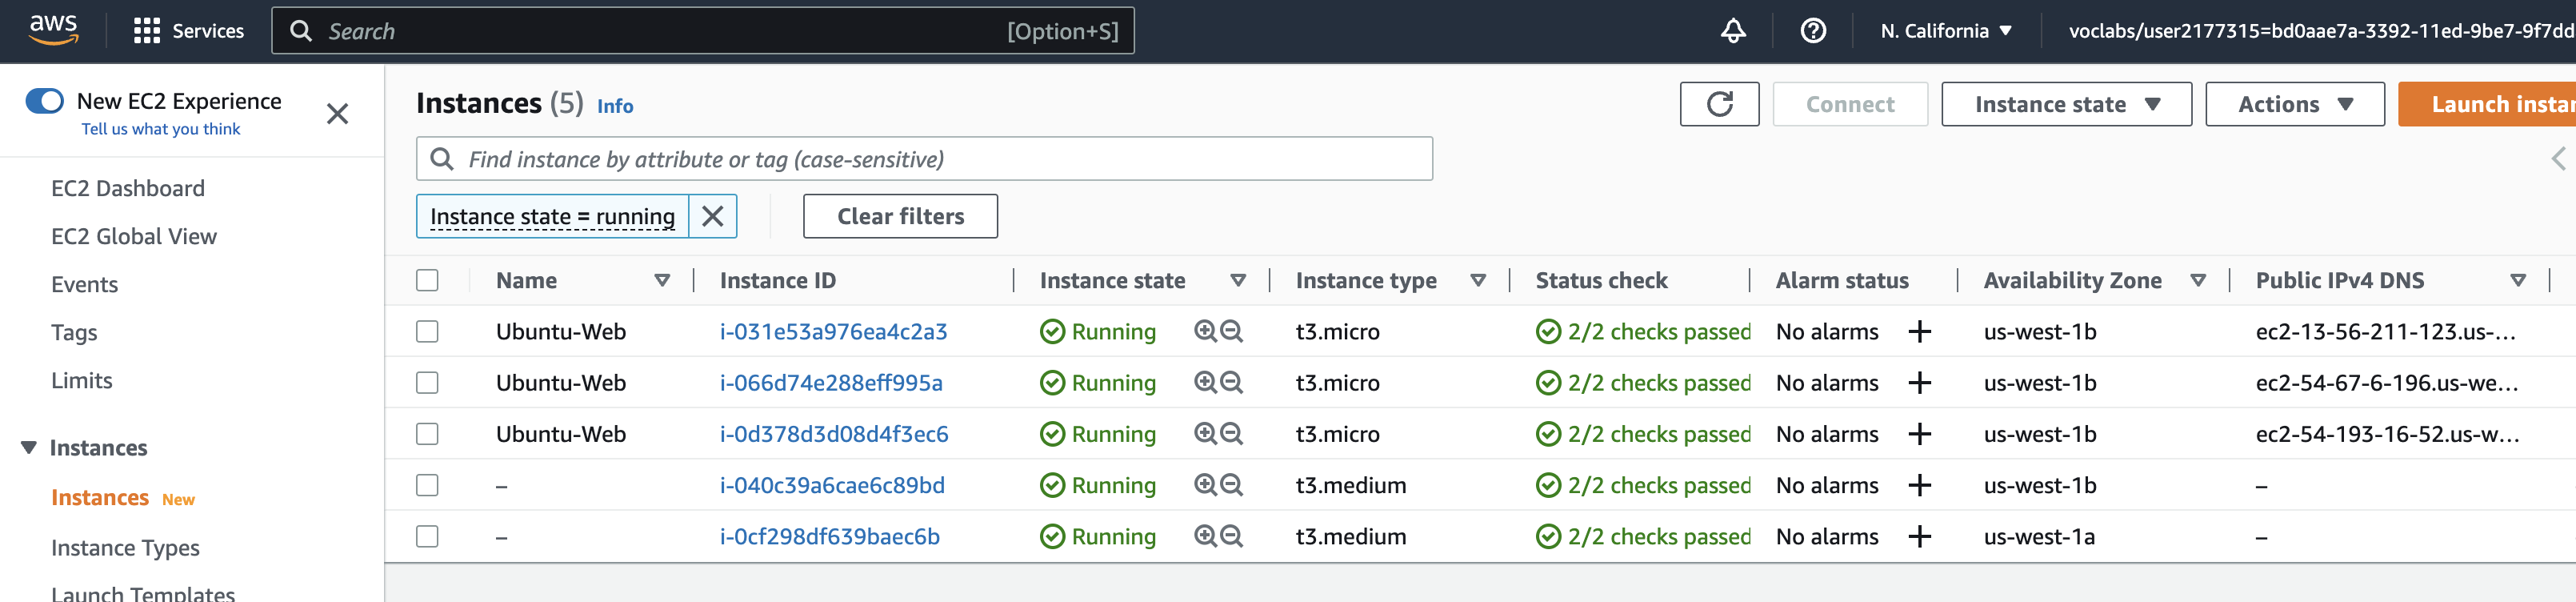 aws Services Search [Option+S] N. California voclabs/user2177315=bd0aae7a-3392-11ed-9be7-9f7dd
New EC2 Experience
Tell us what you think
EC2 Dashboard
EC2 Global View
Events
Tags
Limits
Instances
Instances New
Instance Types
Launch Templates
Instances (5) Info
Connect Instance state Actions Launch instan
Find instance by attribute or tag (case-sensitive)
Instance state = running Clear filters
Name Instance ID Instance state Instance type Status check Alarm status Availability Zone Public IPv4 DNS
Ubuntu-Web i-031e53a976ea4c2a3 Running t3.micro 2/2 checks passed No alarms + us-west-1b ec2-13-56-211-123.us-...
Ubuntu-Web i-066d74e288eff995a Running t3.micro 2/2 checks passed No alarms + us-west-1b ec2-54-67-6-196.us-we...
Ubuntu-Web i-0d378d3d08d4f3ec6 Running t3.micro 2/2 checks passed No alarms + us-west-1b ec2-54-193-16-52.us-w...
– i-040c39a6cae6c89bd Running t3.medium 2/2 checks passed No alarms + us-west-1b –
– i-0cf298df639baec6b Running t3.medium 2/2 checks passed No alarms + us-west-1a –